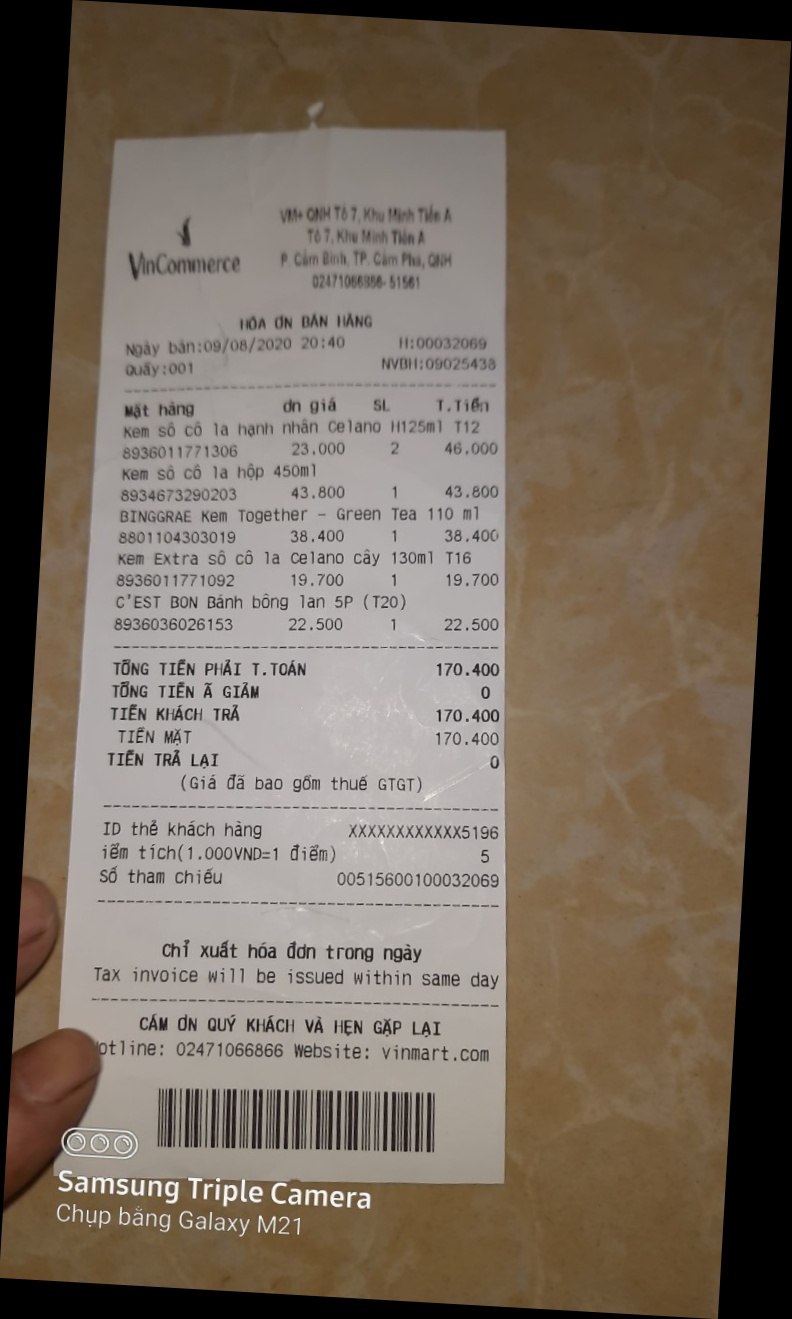 VinCommerce
VM+ QNH Tổ 7, Khu Minh Tiến A
Tổ 7, Khu Minh Tiến A
P. Cẩm Bình, TP. Cẩm Phả, QNH
02471066866- 51561
HÓA ƠN BÁN HÀNG
Ngày bán:09/08/2020 20:40 H:00032069
Quầy:001 NVBH:09025438
Mặt hàng ơn giá SL T.Tiền
Kem sô cô la hạnh nhân Celano H125ml T12
8936011771306 23.000 2 46.000
Kem sô cô la hộp 450ml
8934673290203 43.800 1 43.800
BINGGRAE Kem Together - Green Tea 110 ml
8801104303019 38.400 1 38.400
Kem Extra sô cô la Celano cây 130ml T16
8936011771092 19.700 1 19.700
C'EST BON Bánh bông lan 5P (T20)
8936036026153 22.500 1 22.500
TỔNG TIỀN PHẢI T.TOÁN 170.400
TỔNG TIỀN Ã GIẢM 0
TIỀN KHÁCH TRẢ 170.400
TIỀN MẶT 170.400
TIỀN TRẢ LẠI 0
(Giá đã bao gồm thuế GTGT)
ID thẻ khách hàng XXXXXXXXXXXX5196
iểm tích(1.000VND=1 điểm) 5
Số tham chiếu 00515600100032069
Chỉ xuất hóa đơn trong ngày
Tax invoice will be issued within same day
CẢM ƠN QUÝ KHÁCH VÀ HẸN GẶP LẠI
otline: 02471066866 Website: vinmart.com
Samsung Triple Camera
Chụp bằng Galaxy M21